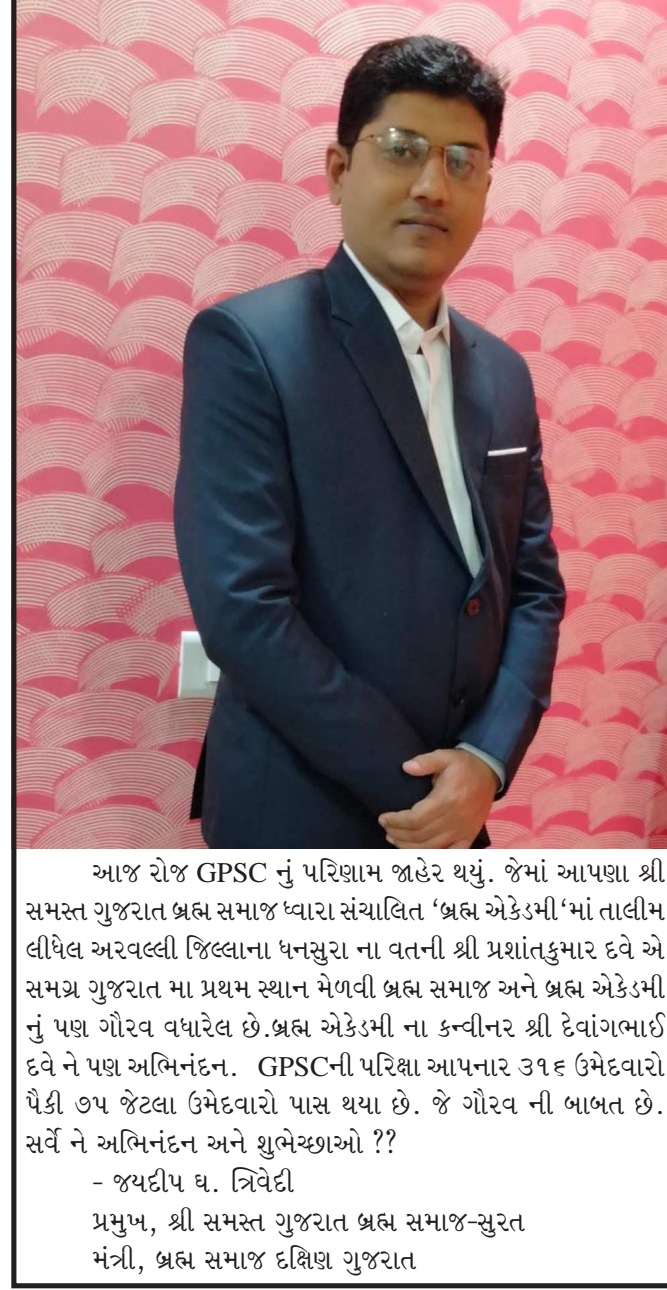 આજ રોજ GPSC નું પરિણામ જાહેર થયું. જેમાં આપણા શ્રી
સમસ્ત ગુજરાત બ્રહ્મ સમાજ ધ્વારા સંચાલિત ‘બ્રહ્મ એકેડમી‘માં તાલીમ
લીધેલ અરવલ્લી જિલ્લાના ધનસુરા ના વતની શ્રી પ્રશાંતકુમાર દવે એ
સમગ્ર ગુજરાત મા પ્રથમ સ્થાન મેળવી બ્રહ્મ સમાજ અને બ્રહ્મ એકેડમી
નું પણ ગૌરવ વધારેલ છે.બ્રહ્મ એકેડમી ના કન્વીનર શ્રી દેવાંગભાઈ
દવે ને પણ અભિનંદન. GPSCની પરિક્ષા આપનાર ૩૧૬ ઉમેદવારો
પૈકી ૭૫ જેટલા ઉમેદવારો પાસ થયા છે. જે ગૌરવ ની બાબત છે.
સર્વે ને અભિનંદન અને શુભેચ્છાઓ ??
- જયદીપ ઘ. ત્રિવેદી
પ્રમુખ, શ્રી સમસ્ત ગુજરાત બ્રહ્મ સમાજ-સુરત
મંત્રી, બ્રહ્મ સમાજ દક્ષિણ ગુજરાત